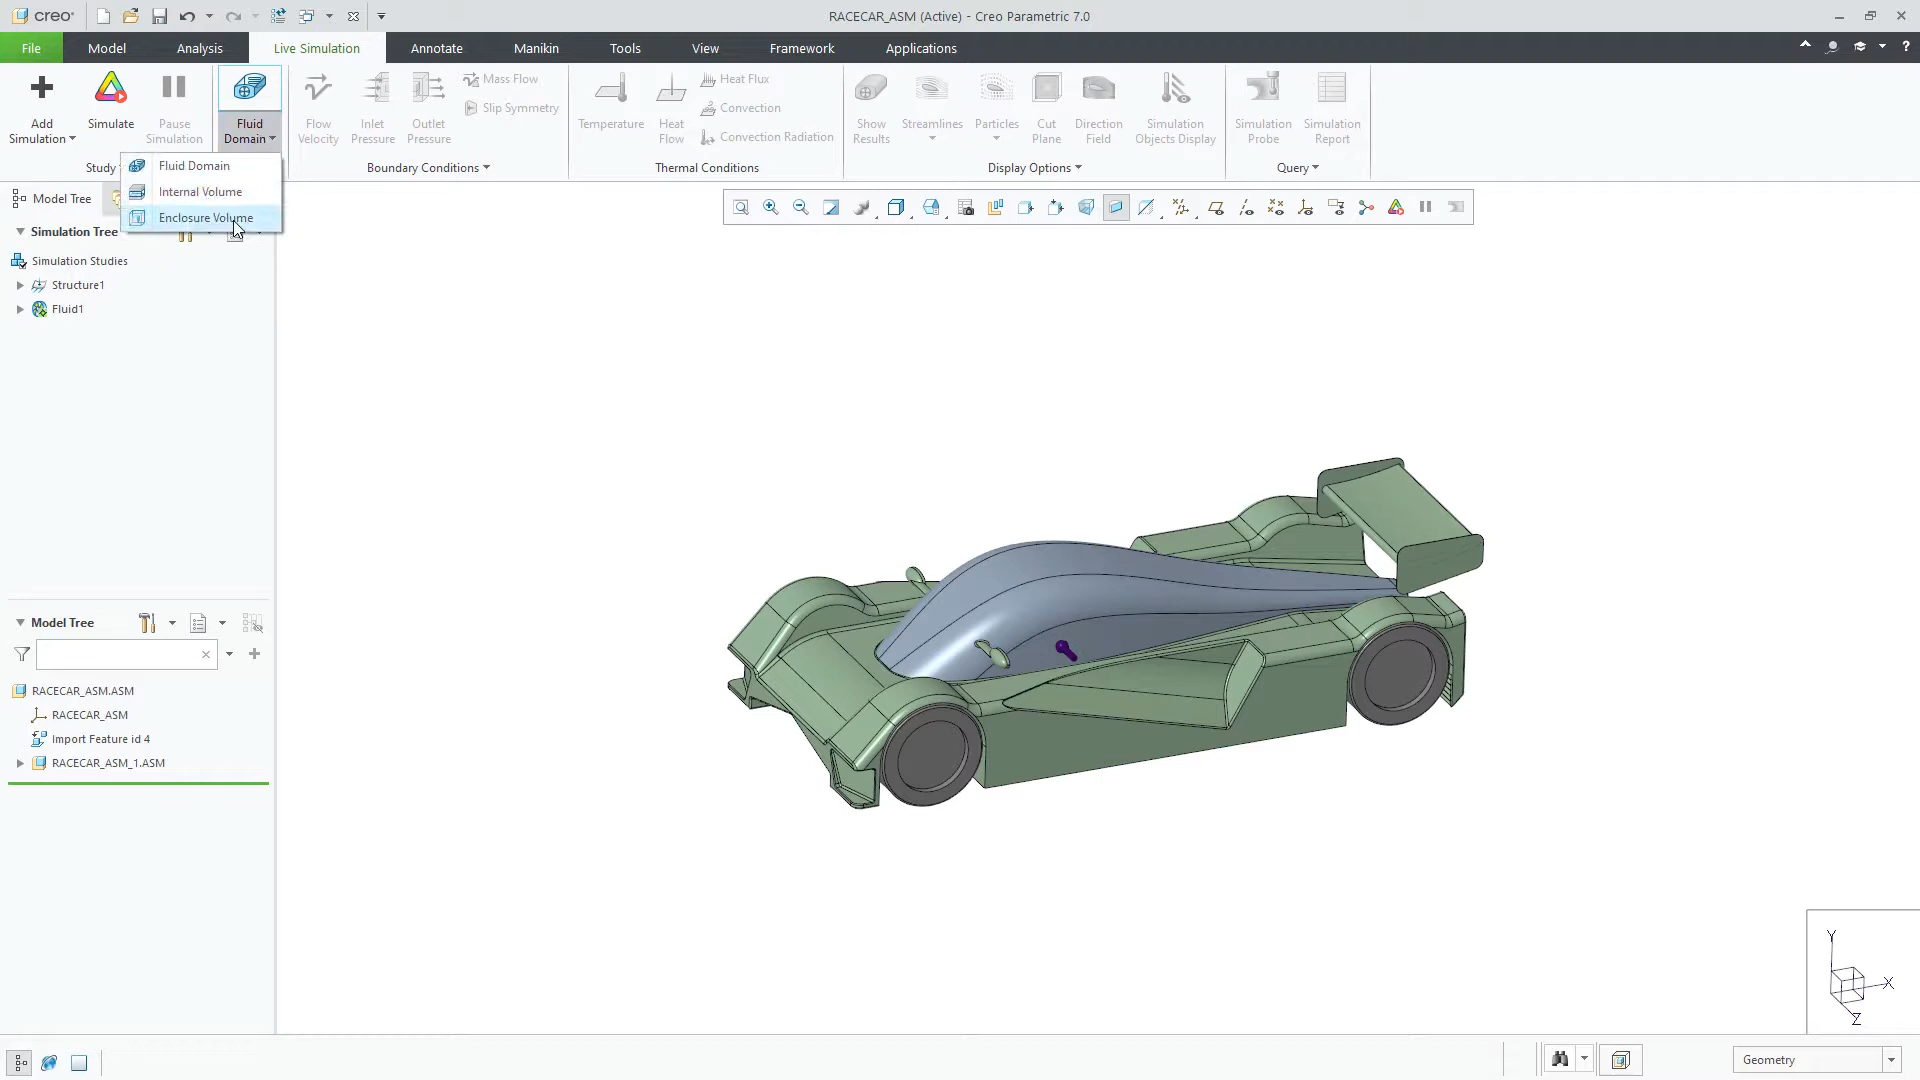 creo
RACECAR_ASM (Active) - Creo Parametric 7.0
File
Model
Analysis
Live Simulation
Annotate
Manikin
Tools
View
Framework
Applications
Add Simulation
Simulate
Pause Simulation
Fluid Domain
Flow Velocity
Inlet Pressure
Outlet Pressure
Mass Flow
Slip Symmetry
Temperature
Heat Flow
Heat Flux
Convection
Convection Radiation
Show Results
Streamlines
Particles
Cut Plane
Direction Field
Simulation Objects Display
Simulation Probe
Simulation Report
Study
Boundary Conditions
Thermal Conditions
Display Options
Query
Fluid Domain
Internal Volume
Enclosure Volume
Model Tree
Simulation Tree
Simulation Studies
Structure1
Fluid1
Model Tree
RACECAR_ASM.ASM
RACECAR_ASM
Import Feature id 4
RACECAR_ASM_1.ASM
Y
X
Z
Geometry